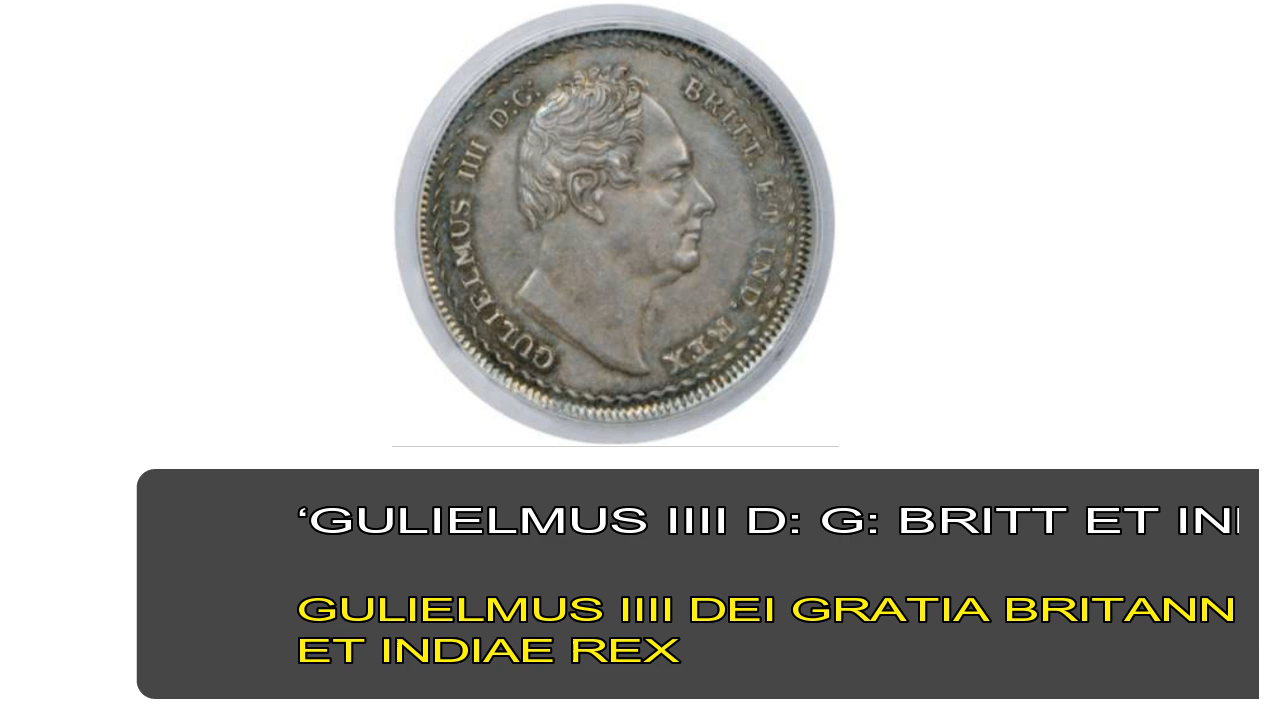 GULIELMUS IIII D:G: BRITT. ET IND. REX
‘GULIELMUS IIII D: G: BRITT ET IN
GULIELMUS IIII DEI GRATIA BRITANN
ET INDIAE REX